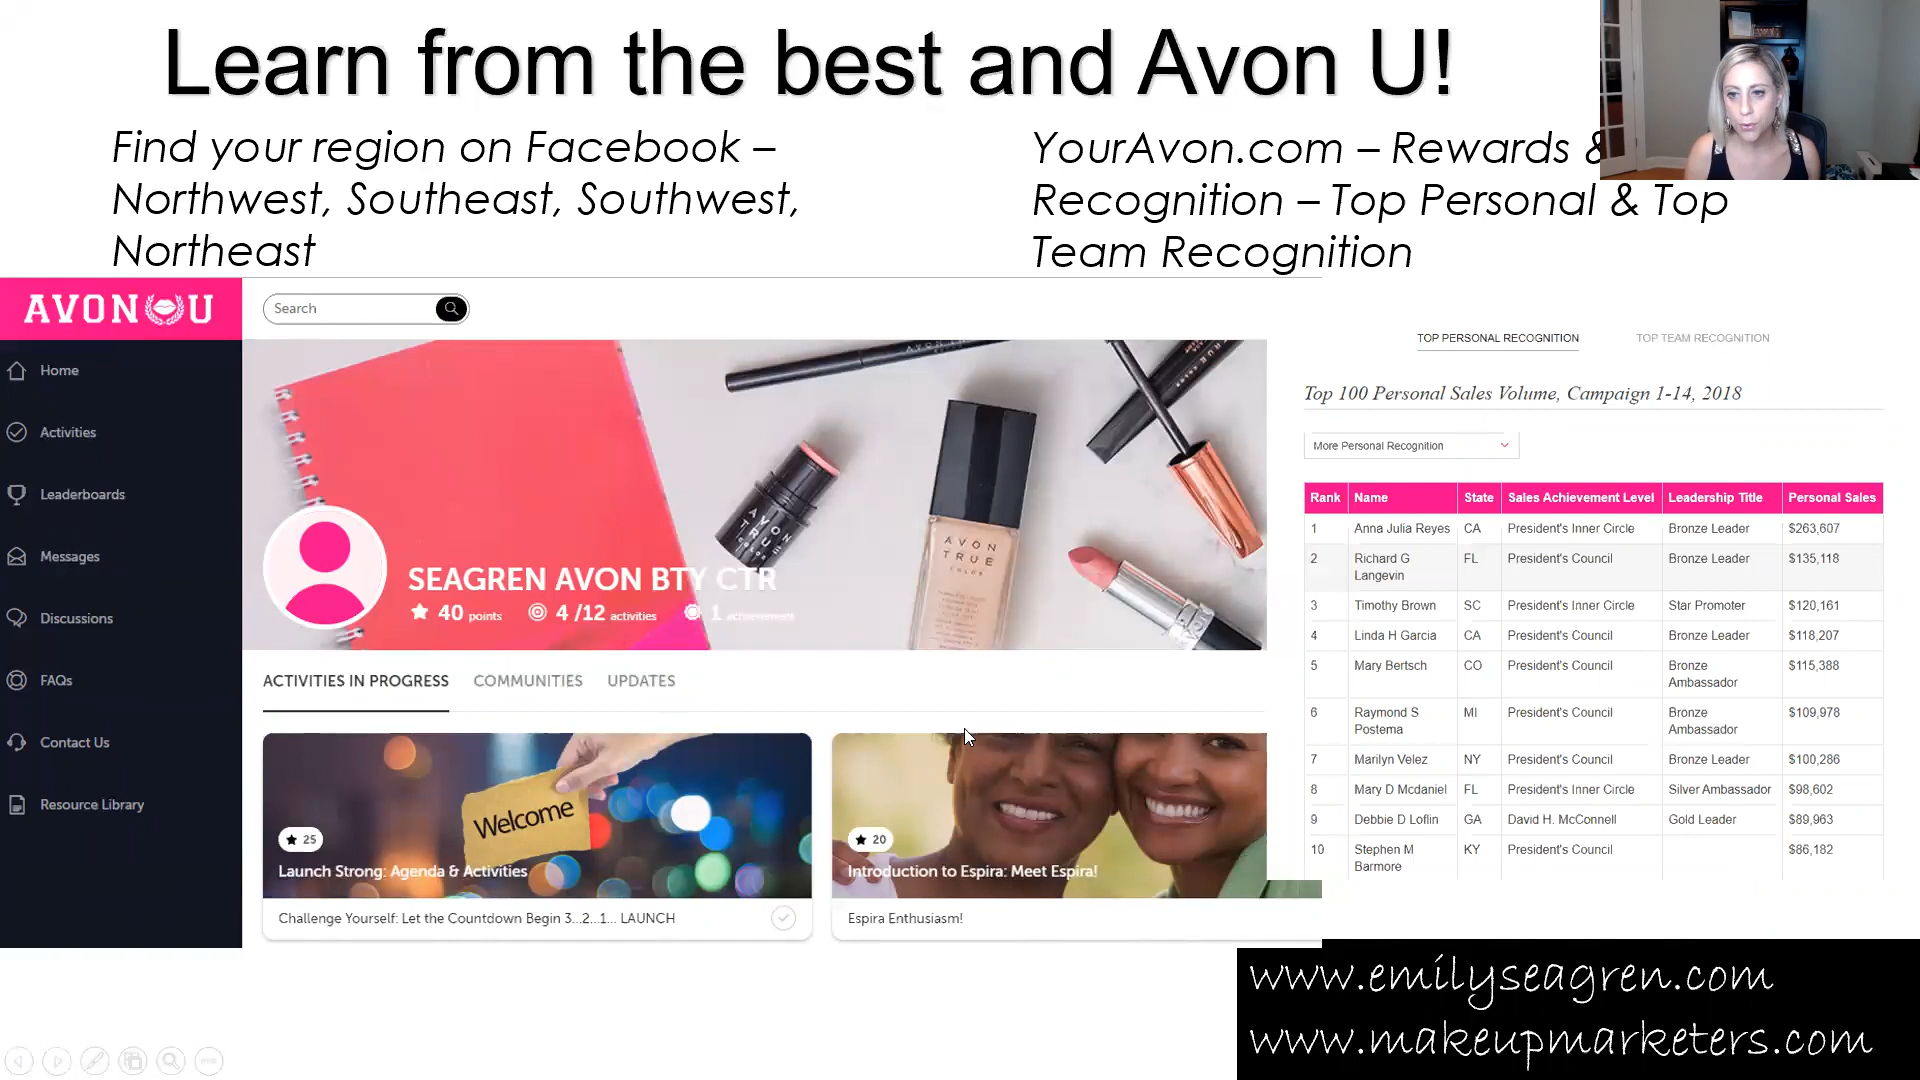 Learn from the best and Avon U!
Find your region on Facebook –
Northwest, Southeast, Southwest,
Northeast
YourAvon.com – Rewards &
Recognition – Top Personal & Top
Team Recognition
AVON U
Search
Home
Activities
Leaderboards
Messages
Discussions
FAQs
Contact Us
Resource Library
AVON
TRUE
COLOR
AVON
TRUE
COLOR
SEAGREN AVON BTY CTR
40 points 4 /12 activities 1 achievements
ACTIVITIES IN PROGRESS COMMUNITIES UPDATES
Welcome
25
Launch Strong: Agenda & Activities
Challenge Yourself: Let the Countdown Begin 3...2...1... LAUNCH
20
Introduction to Espira: Meet Espira!
Espira Enthusiasm!
TOP PERSONAL RECOGNITION TOP TEAM RECOGNITION
Top 100 Personal Sales Volume, Campaign 1-14, 2018
More Personal Recognition
Rank Name State Sales Achievement Level Leadership Title Personal Sales
1 Anna Julia Reyes CA President's Inner Circle Bronze Leader $263,607
2 Richard G Langevin FL President's Council Bronze Leader $135,118
3 Timothy Brown SC President's Inner Circle Star Promoter $120,161
4 Linda H Garcia CA President's Council Bronze Leader $118,207
5 Mary Bertsch CO President's Council Bronze Ambassador $115,388
6 Raymond S Postema MI President's Council Bronze Ambassador $109,978
7 Marilyn Velez NY President's Council Bronze Leader $100,286
8 Mary D Mcdaniel FL President's Inner Circle Silver Ambassador $98,602
9 Debbie D Loflin GA David H. McConnell Gold Leader $89,963
10 Stephen M Barmore KY President's Council $86,182
www.emilyseagren.com
www.makeupmarketers.com